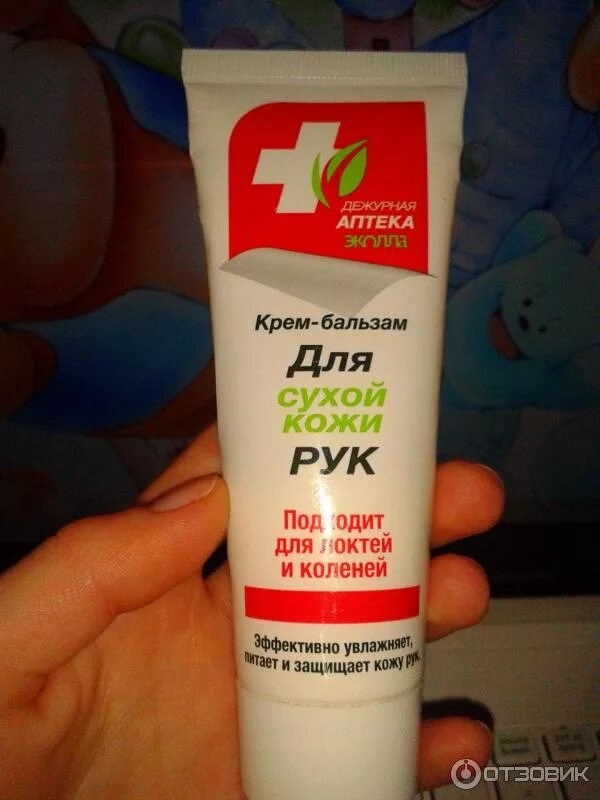 ДЕЖУРНАЯ
АПТЕКА
ЭКОЛЛА
Крем-бальзам
Для
сухой
кожи
РУК
Подходит
для локтей
и коленей
Эффективно увлажняет,
питает и защищает кожу рук.
ОТЗОВИК